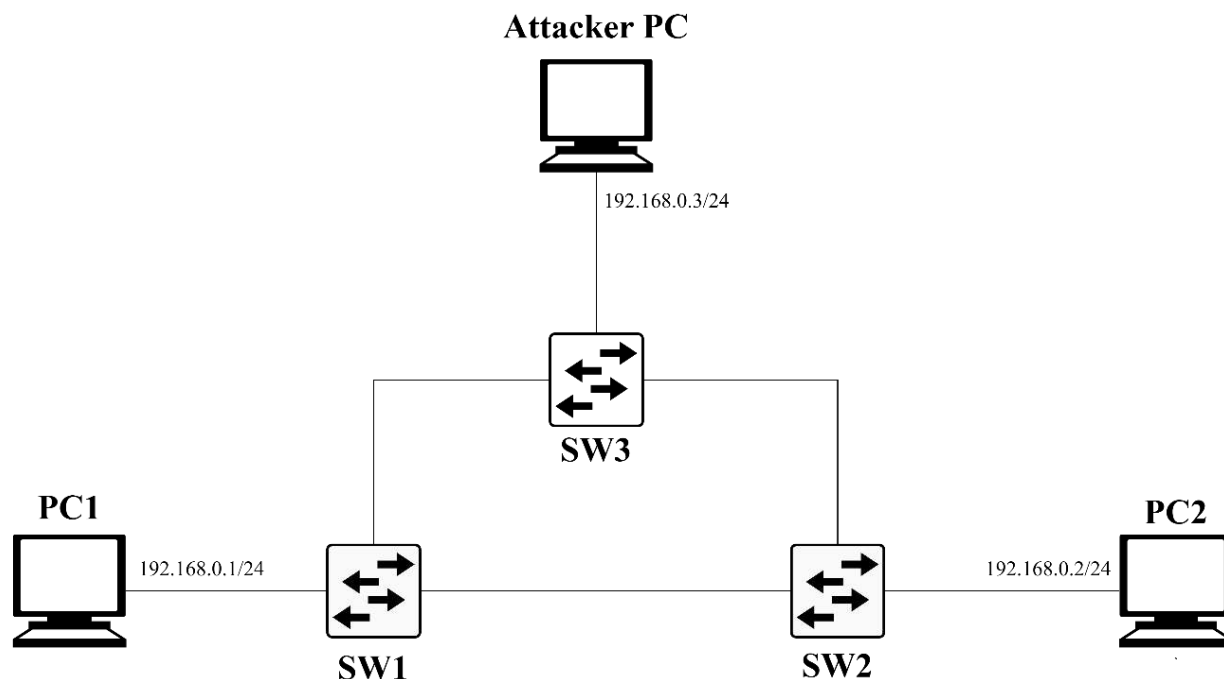 Attacker PC
192.168.0.3/24
SW3
PC1
192.168.0.1/24
SW1
SW2
192.168.0.2/24
PC2